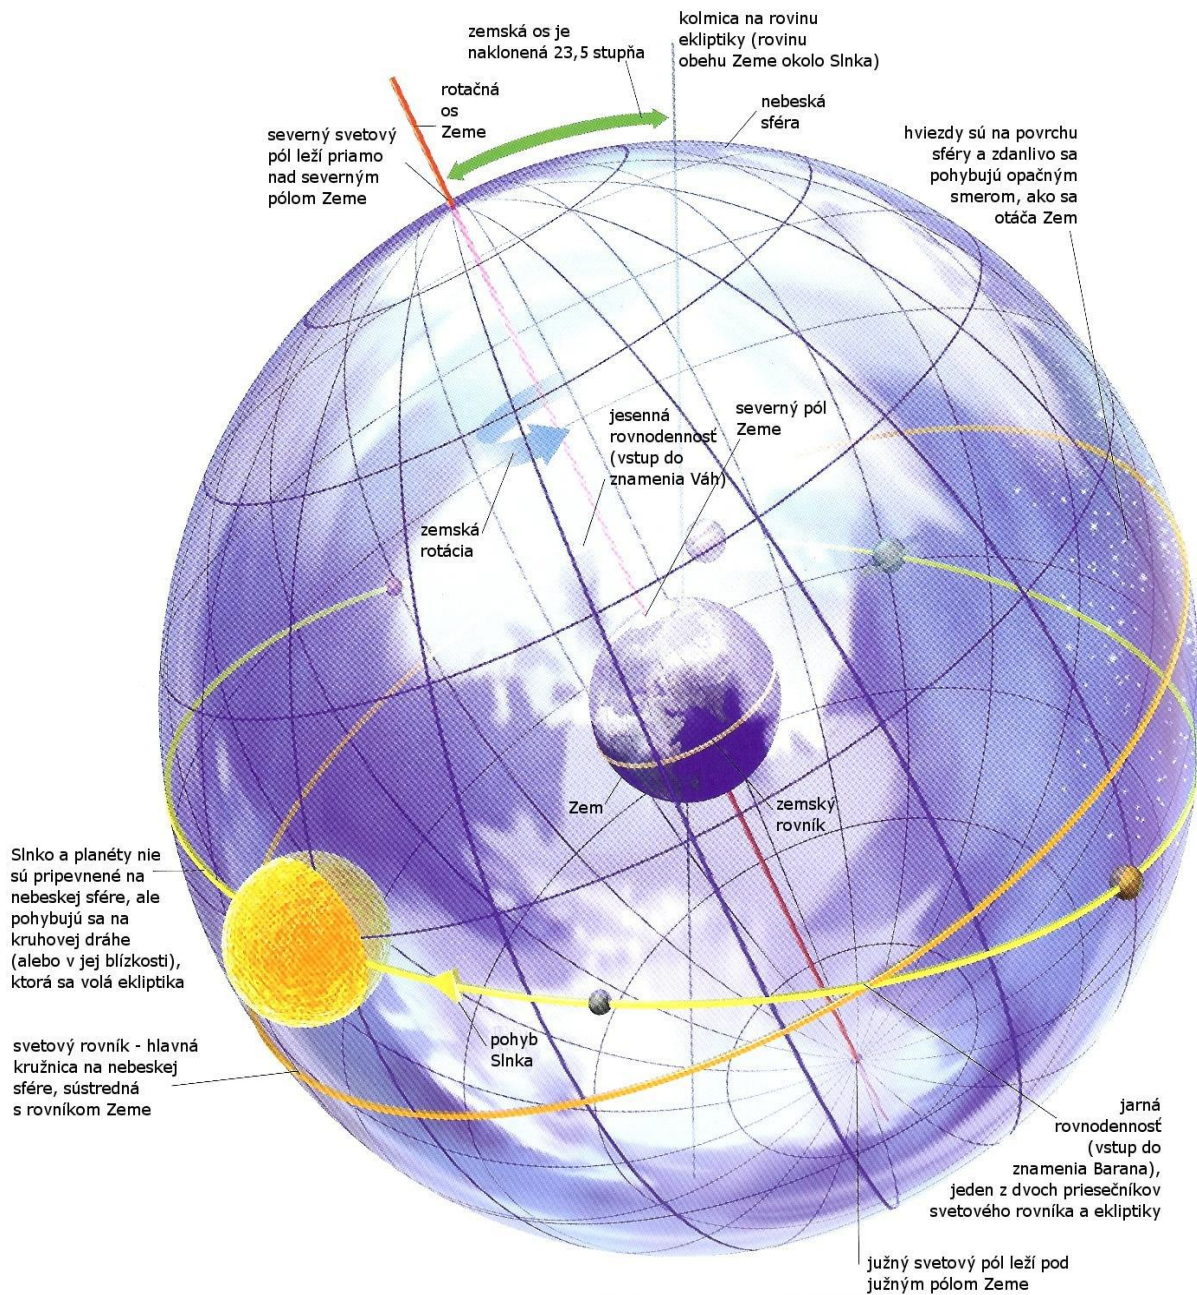 zemská os je
naklonená 23,5 stupňa
kolmica na rovinu
ekliptiky (rovinu
obehu Zeme okolo Slnka)
rotačná
os
Zeme
nebeská
sféra
severný svetový
pól leží priamo
nad severným
pólom Zeme
hviezdy sú na povrchu
sféry a zdanlivo sa
pohybujú opačným
smerom, ako sa
otáča Zem
jesenná
rovnodennosť
(vstup do
znamenia Váh)
severný pól
Zeme
zemská
rotácia
Zem
zemský
rovník
Slnko a planéty nie
sú pripevnené na
nebeskej sfére, ale
pohybujú sa na
kruhovej dráhe
(alebo v jej blízkosti),
ktorá sa volá ekliptika
pohyb
Slnka
svetový rovník - hlavná
kružnica na nebeskej
sfére, sústredná
s rovníkom Zeme
jarná
rovnodennosť
(vstup do
znamenia Barana),
jeden z dvoch priesečníkov
svetového rovníka a ekliptiky
južný svetový pól leží pod
južným pólom Zeme